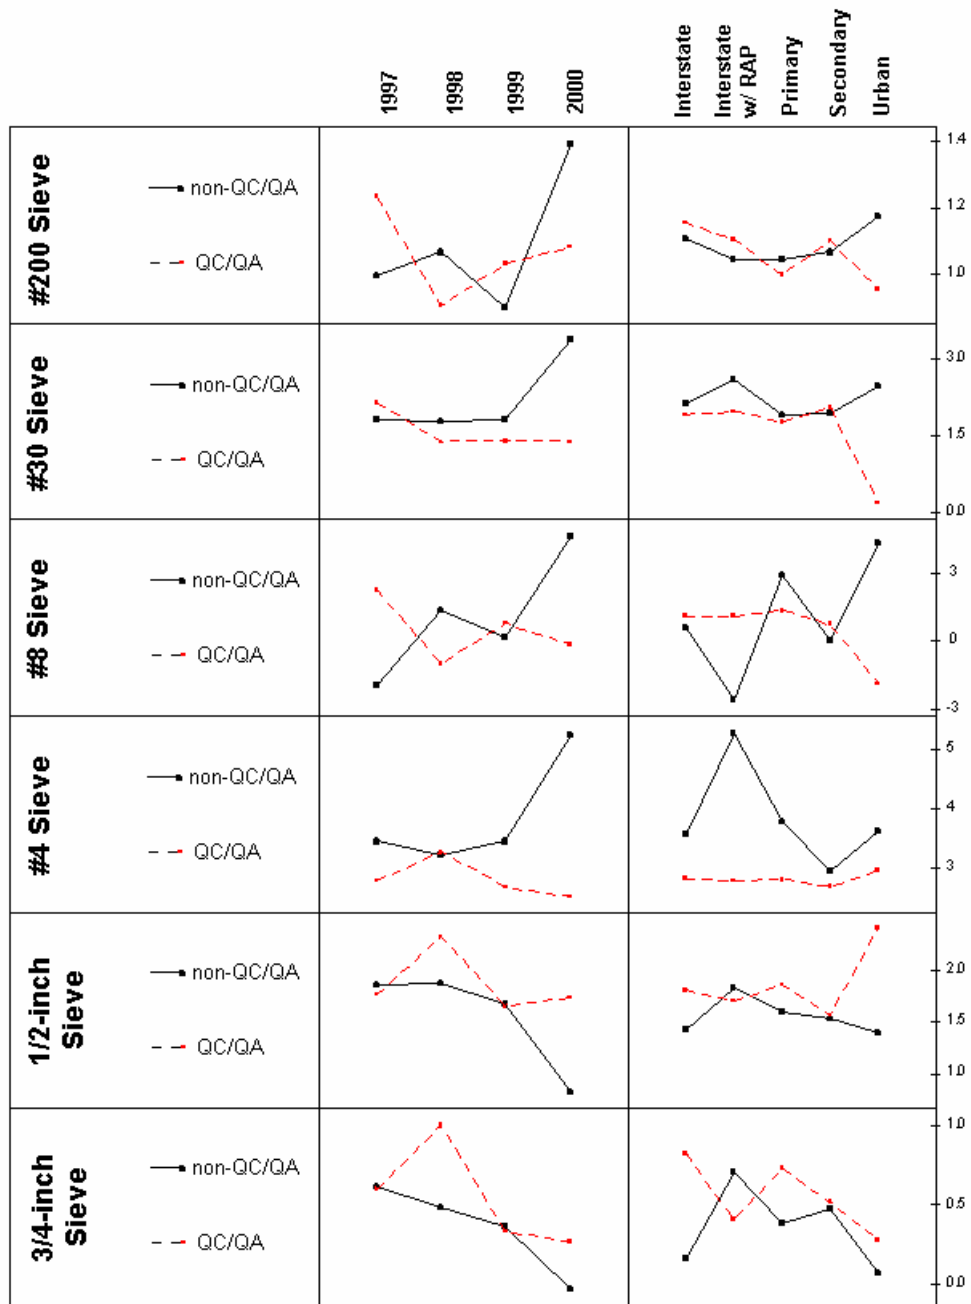 1997
1998
1999
2000
Interstate
Interstate
w/ RAP
Primary
Secondary
Urban
#200 Sieve
non-QC/QA
QC/QA
1.4
1.2
1.0
#30 Sieve
non-QC/QA
QC/QA
3.0
1.5
0.0
#8 Sieve
non-QC/QA
QC/QA
3
0
-3
#4 Sieve
non-QC/QA
QC/QA
5
4
3
1/2-inch
Sieve
non-QC/QA
QC/QA
2.0
1.5
1.0
3/4-inch
Sieve
non-QC/QA
QC/QA
1.0
0.5
0.0